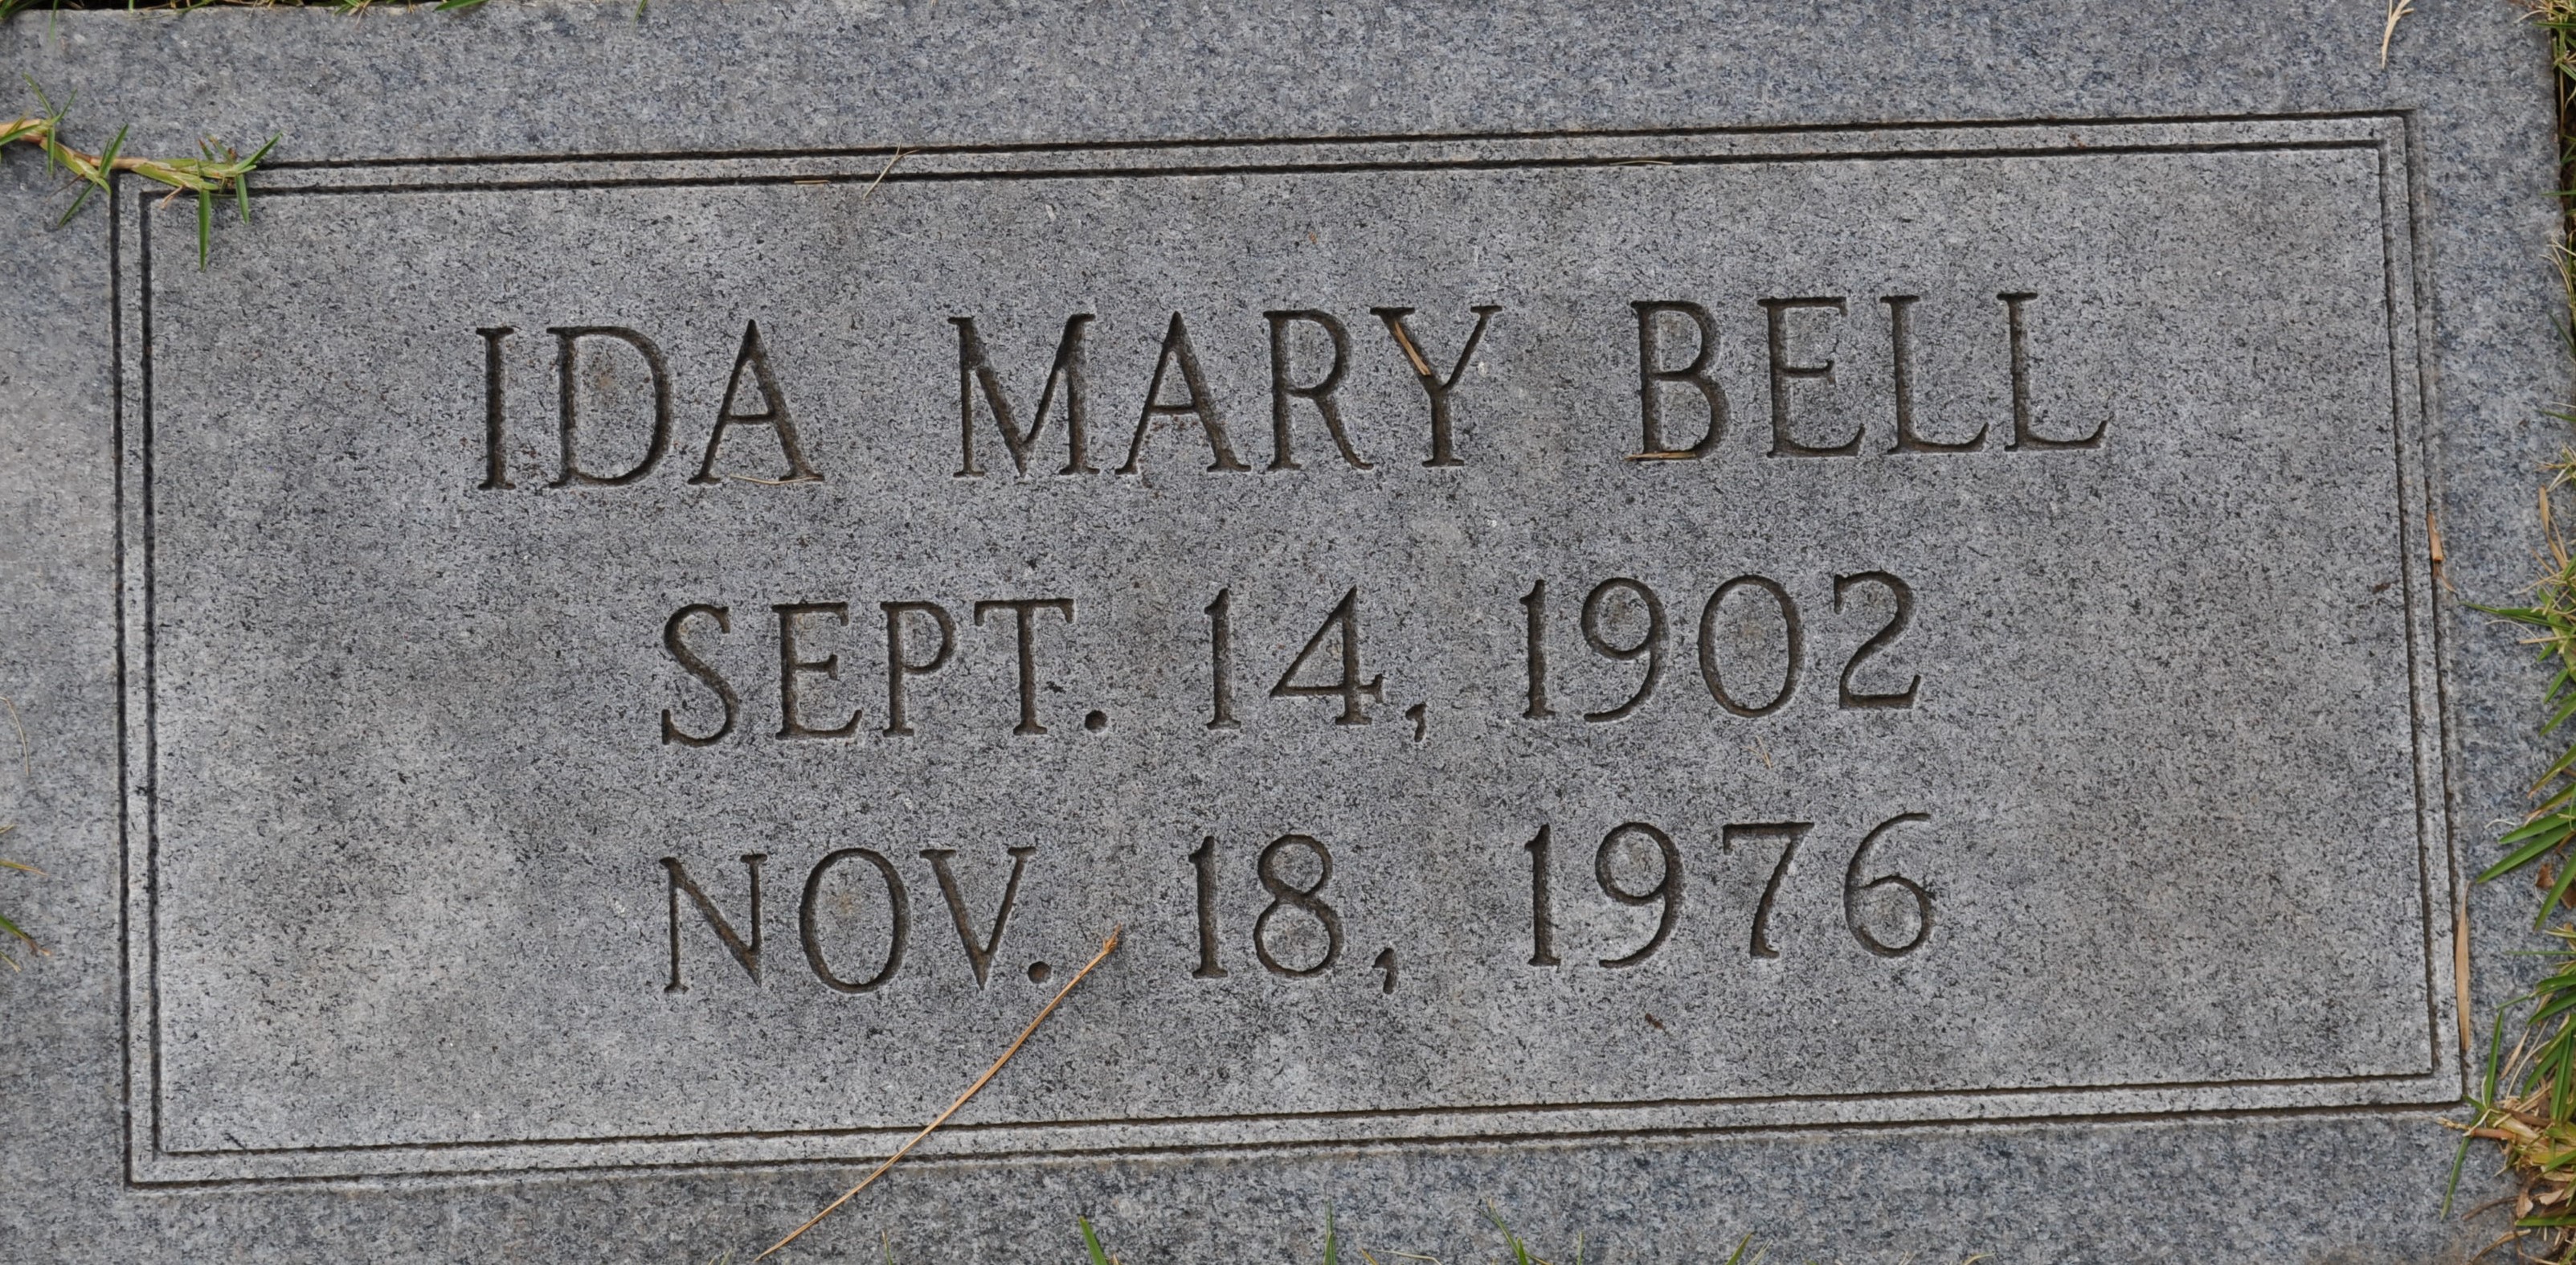 IDA MARY BELL
SEPT. 14, 1902
NOV. 18, 1976